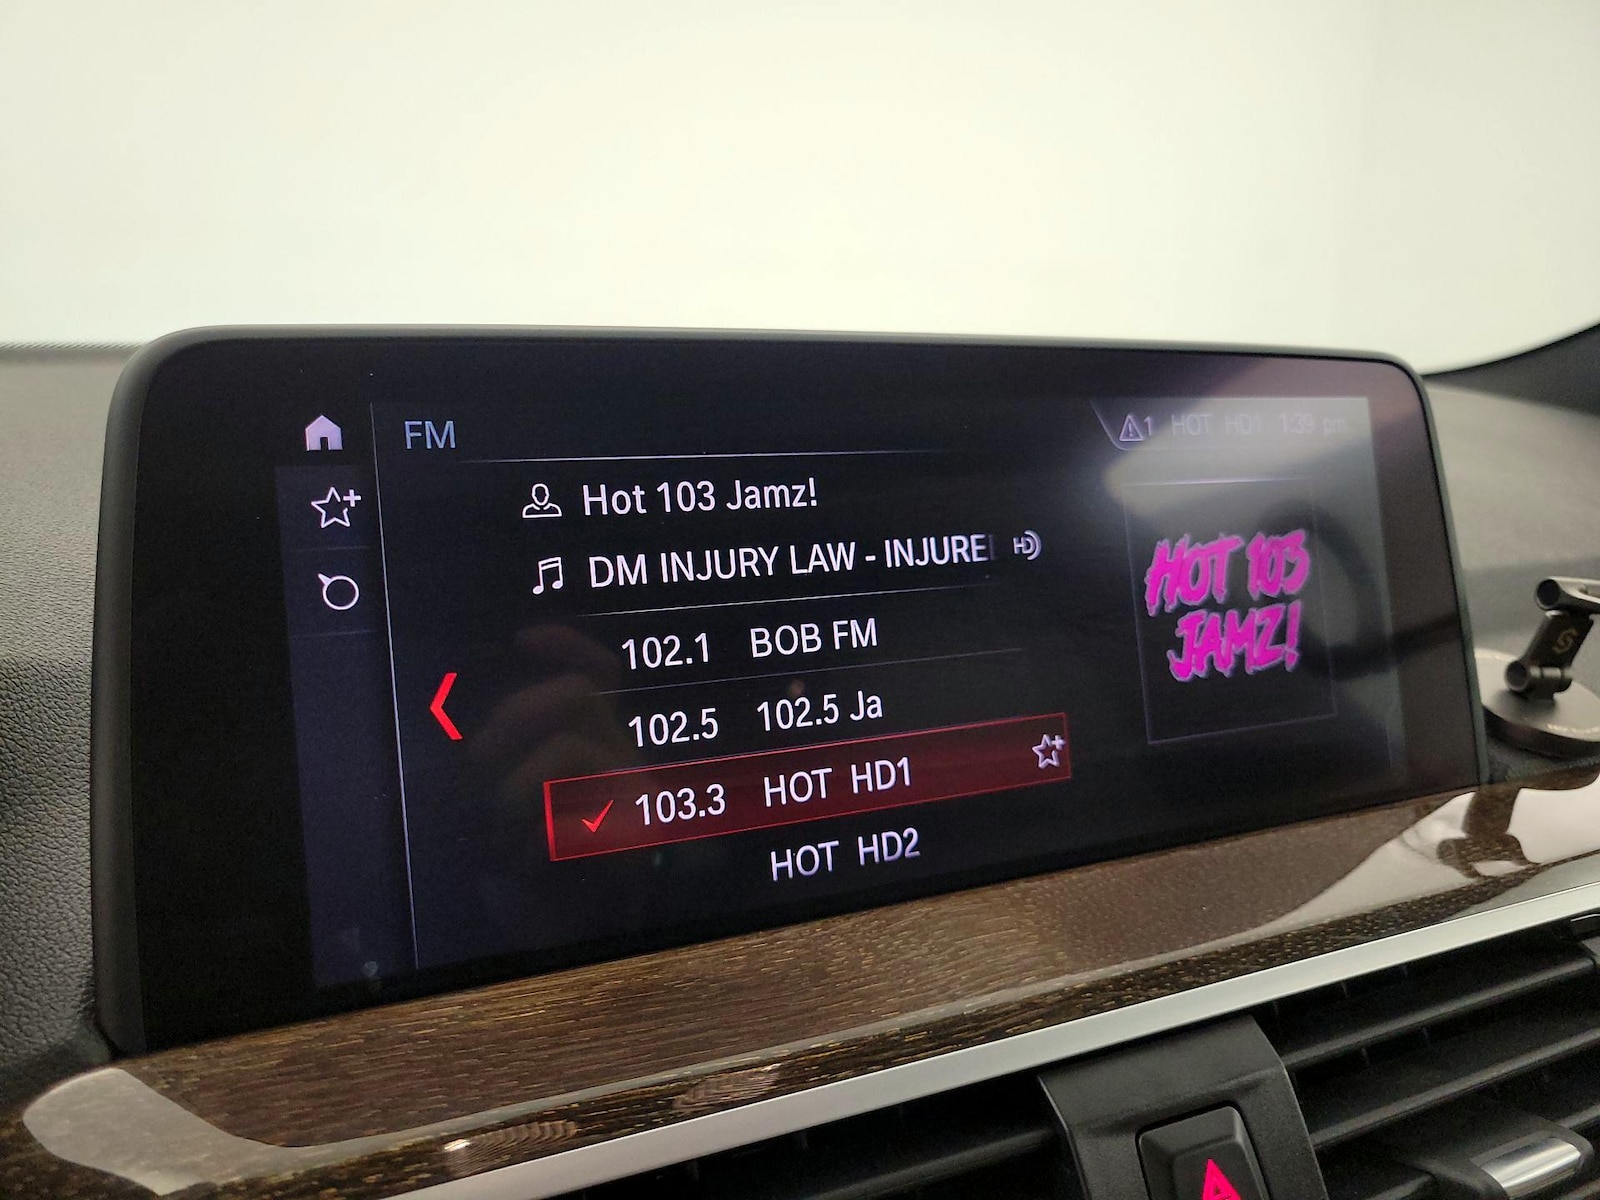 FM
1 HOT HD1 1:39 pm
Hot 103 Jamz!
DM INJURY LAW - INJURE
HD
102.1 BOB FM
102.5 102.5 Ja
103.3 HOT HD1
HOT HD2
HOT 103
JAMZ!